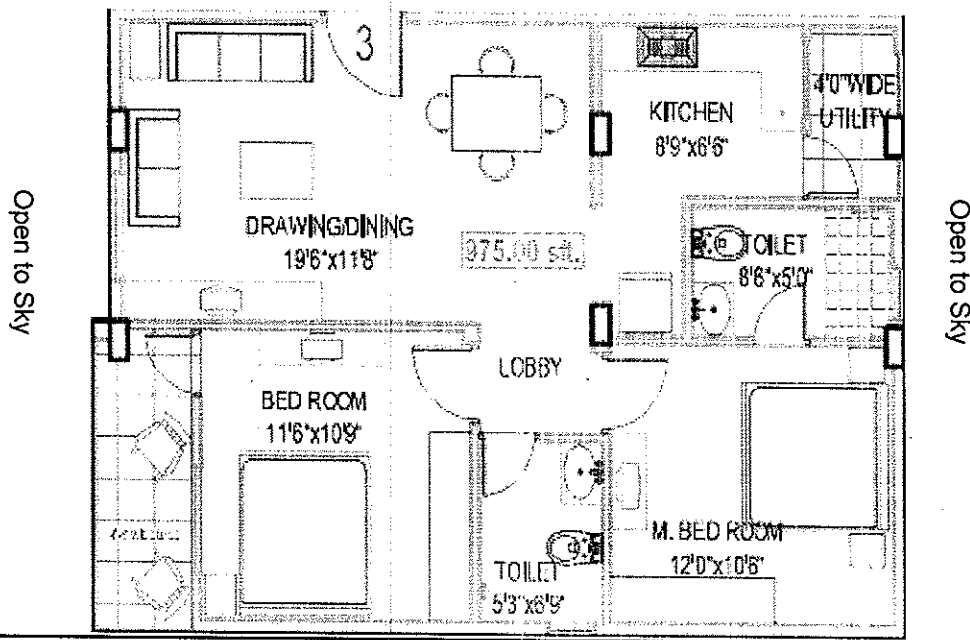 3
KITCHEN
8'9"x6'6"
4'0"WIDE
UTILITY
Open to Sky
DRAWING/DINING
19'6"x11'8"
975.00 sft.
TOILET
8'6"x5'0"
Open to Sky
LOBBY
BED ROOM
11'6"x10'9"
M. BED ROOM
12'0"x10'6"
TOILET
5'3"x6'9"